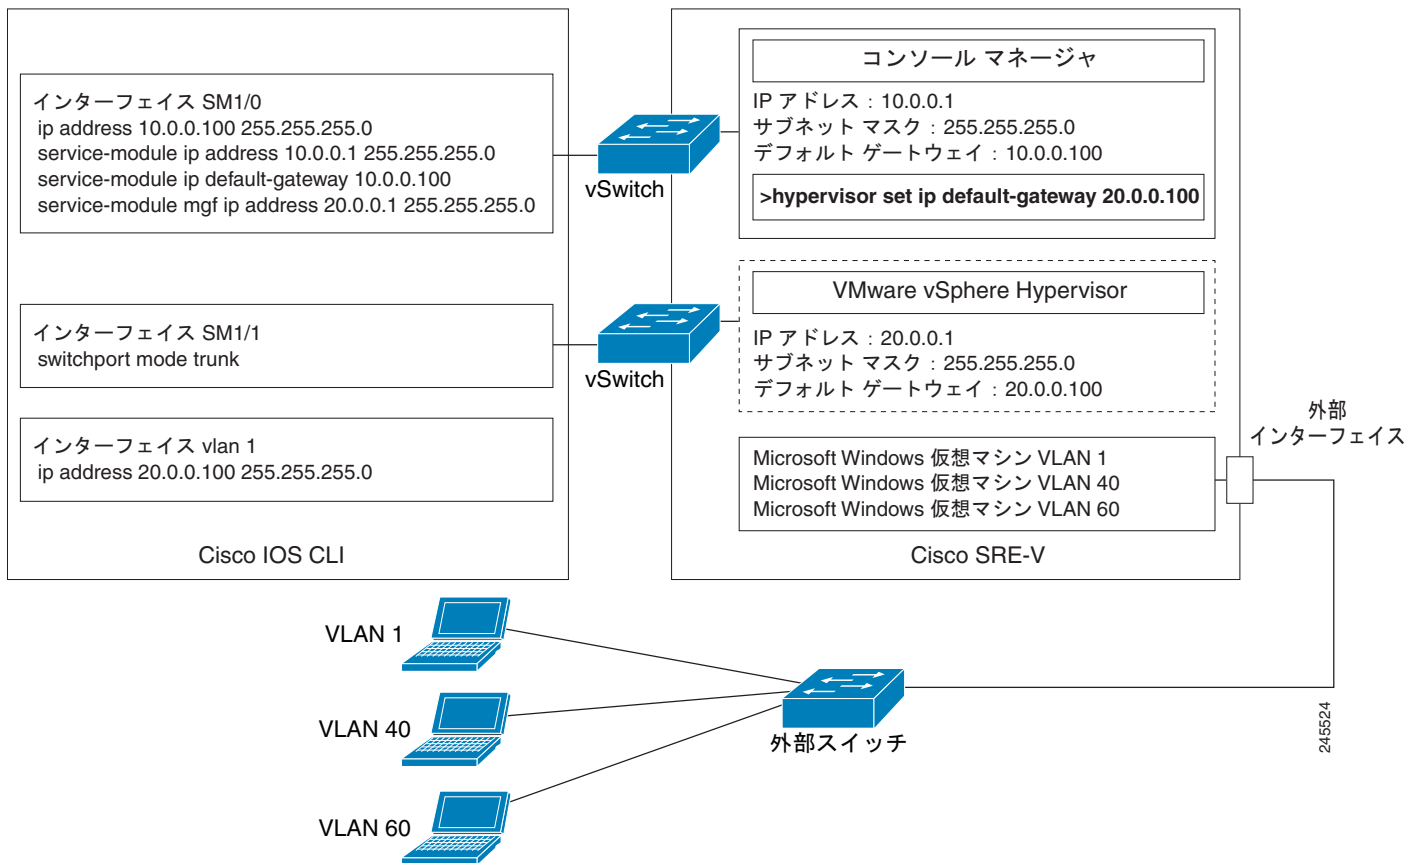 インターフェイス SM1/0
ip address 10.0.0.100 255.255.255.0
service-module ip address 10.0.0.1 255.255.255.0
service-module ip default-gateway 10.0.0.100
service-module mgf ip address 20.0.0.1 255.255.255.0
インターフェイス SM1/1
switchport mode trunk
インターフェイス vlan 1
ip address 20.0.0.100 255.255.255.0
Cisco IOS CLI
vSwitch
vSwitch
コンソール マネージャ
IP アドレス : 10.0.0.1
サブネット マスク : 255.255.255.0
デフォルト ゲートウェイ : 10.0.0.100
>hypervisor set ip default-gateway 20.0.0.100
VMware vSphere Hypervisor
IP アドレス : 20.0.0.1
サブネット マスク : 255.255.255.0
デフォルト ゲートウェイ : 20.0.0.100
Microsoft Windows 仮想マシン VLAN 1
Microsoft Windows 仮想マシン VLAN 40
Microsoft Windows 仮想マシン VLAN 60
Cisco SRE-V
外部
インターフェイス
VLAN 1
VLAN 40
VLAN 60
外部スイッチ
245524